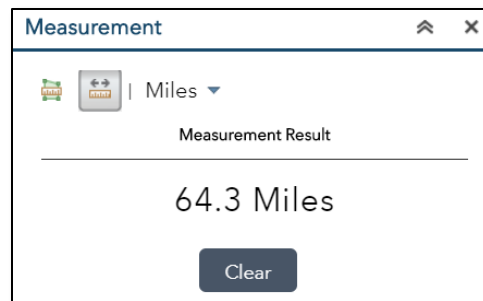 Measurement
| Miles
Measurement Result
64.3 Miles
Clear